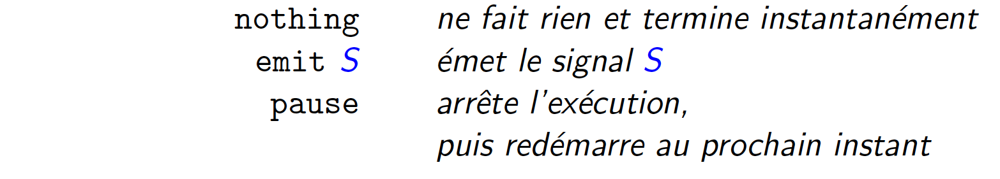 nothing ne fait rien et termine instantanément
emit S émet le signal S
pause arrête l'exécution,
puis redémarre au prochain instant